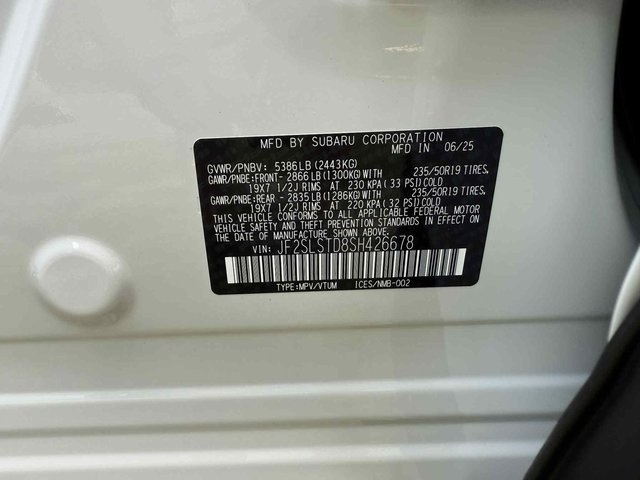 MFD BY SUBARU CORPORATION
MFD IN 06/25
GVWR/PNBV: 5386LB(2443KG)
GAWR/PNBE:FRONT- 2866LB(1300KG)WITH 235/50R19 TIRES,
19X7 1/2J RIMS AT 230 KPA(33 PSI)COLD
GAWR/PNBE:REAR - 2835LB(1286KG)WITH 235/50R19 TIRES,
19X7 1/2J RIMS AT 220 KPA(32 PSI)COLD
THIS VEHICLE CONFORMS TO ALL APPLICABLE FEDERAL MOTOR
VEHICLE SAFETY AND THEFT PREVENTION STANDARDS IN EFFECT ON
THE DATE OF MANUFACTURE SHOWN ABOVE.
VIN: JF2SLSTD8SH426678
TYPE:MPV/VTUM ICES/NMB-002